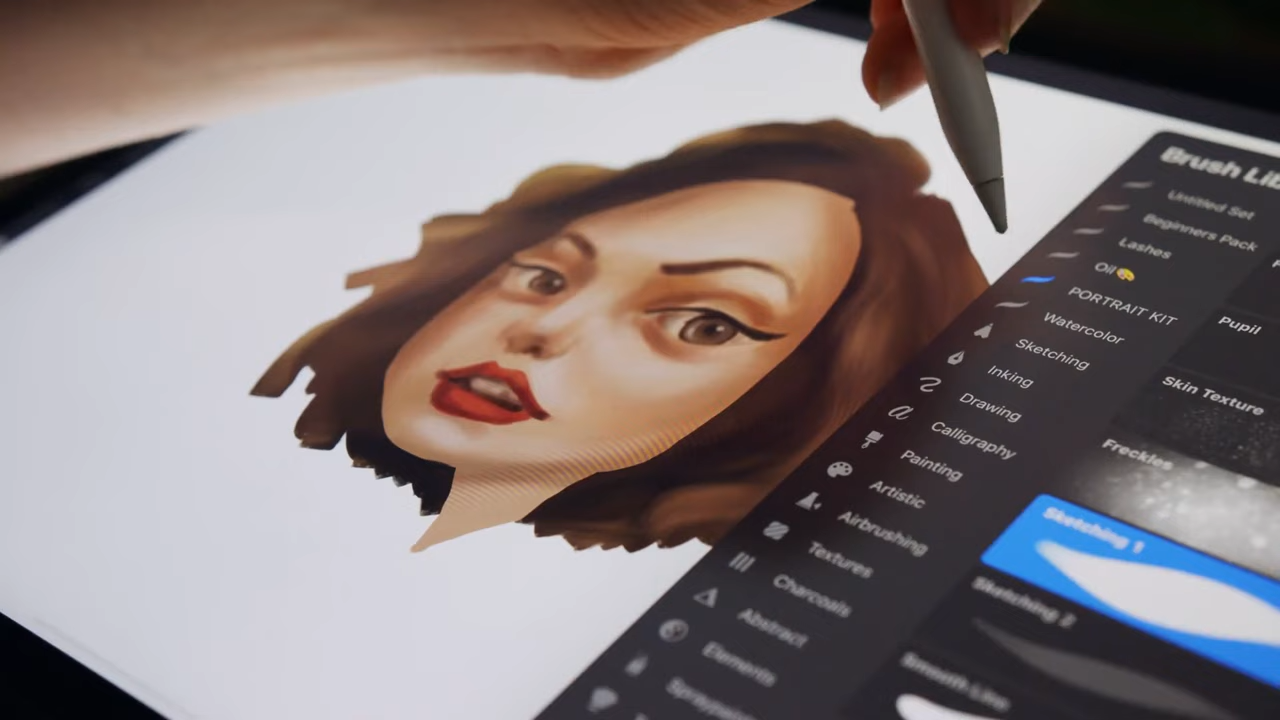 Brush Lib
Untitled Set
Beginners Pack
Lashes
Oil🎨
PORTRAIT KIT
Watercolor
Sketching
Inking
Drawing
Calligraphy
Painting
Artistic
Airbrushing
Textures
Charcoals
Abstract
Elements
Pupil
Skin Texture
Freckles
Sketching 1
Sketching 2